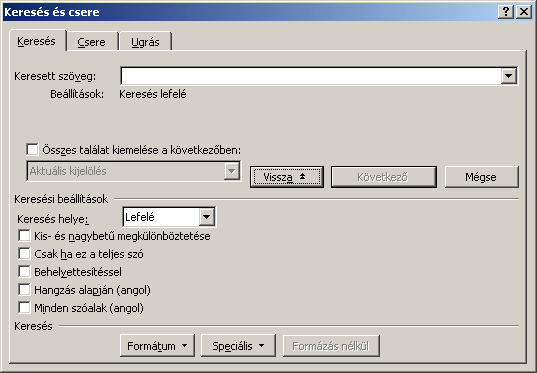 Keresés és csere
Keresés Csere Ugrás
Keresett szöveg:
Beállítások: Keresés lefelé
Összes találat kiemelése a következőben:
Aktuális kijelölés Vissza Következő Mégse
Keresési beállítások
Keresés helye: Lefelé
Kis- és nagybetű megkülönböztetése
Csak ha ez a teljes szó
Behelyettesítéssel
Hangzás alapján (angol)
Minden szóalak (angol)
Keresés
Formátum Speciális Formázás nélkül